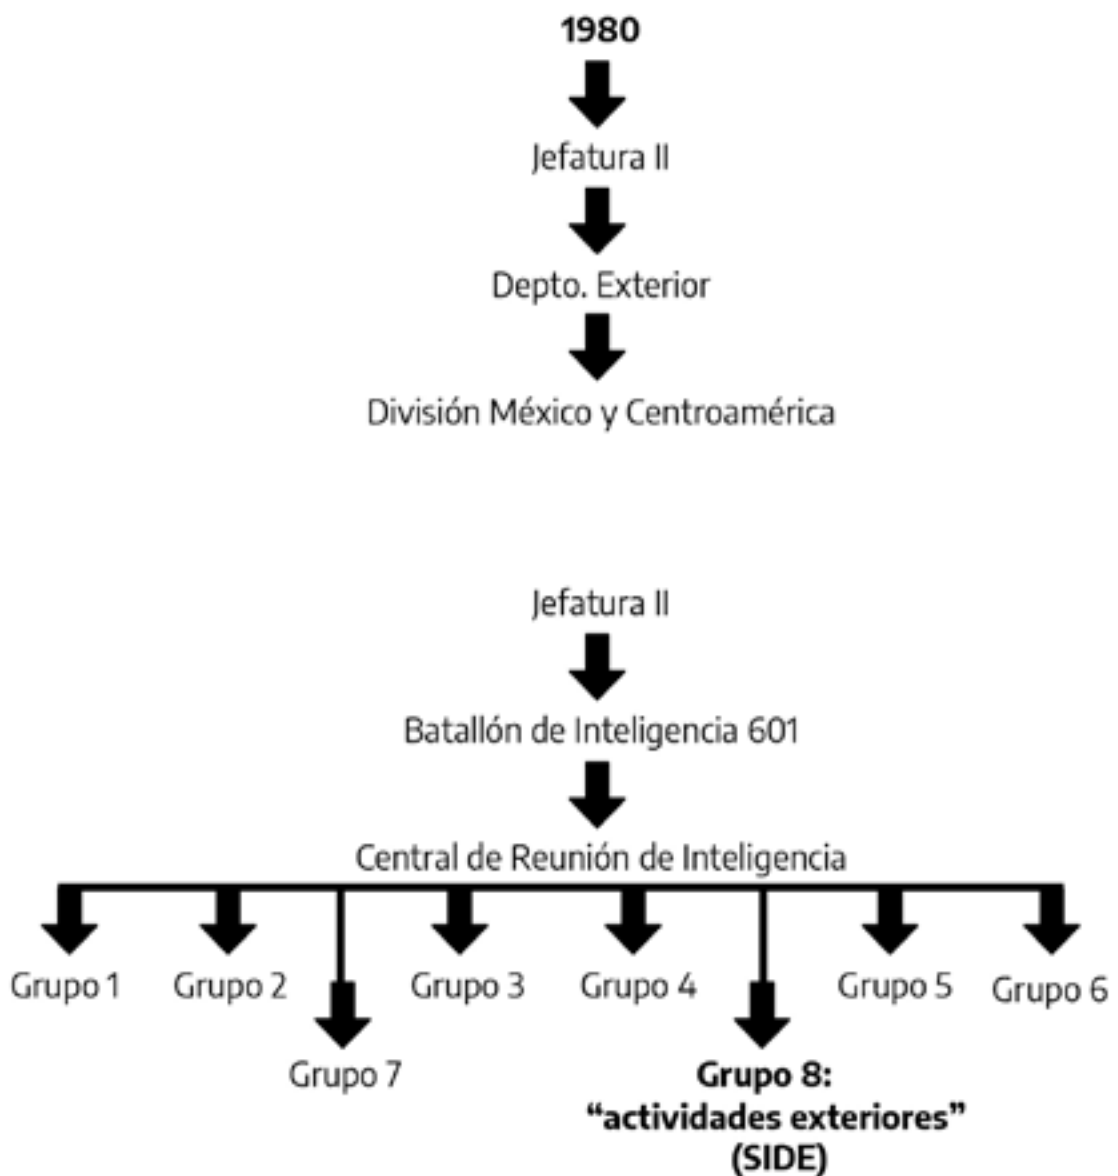 1980
Jefatura II
Depto. Exterior
División México y Centroamérica
Jefatura II
Batallón de Inteligencia 601
Central de Reunión de Inteligencia
Grupo 1 Grupo 2 Grupo 3 Grupo 4 Grupo 5 Grupo 6
Grupo 7 Grupo 8:
“actividades exteriores”
(SIDE)